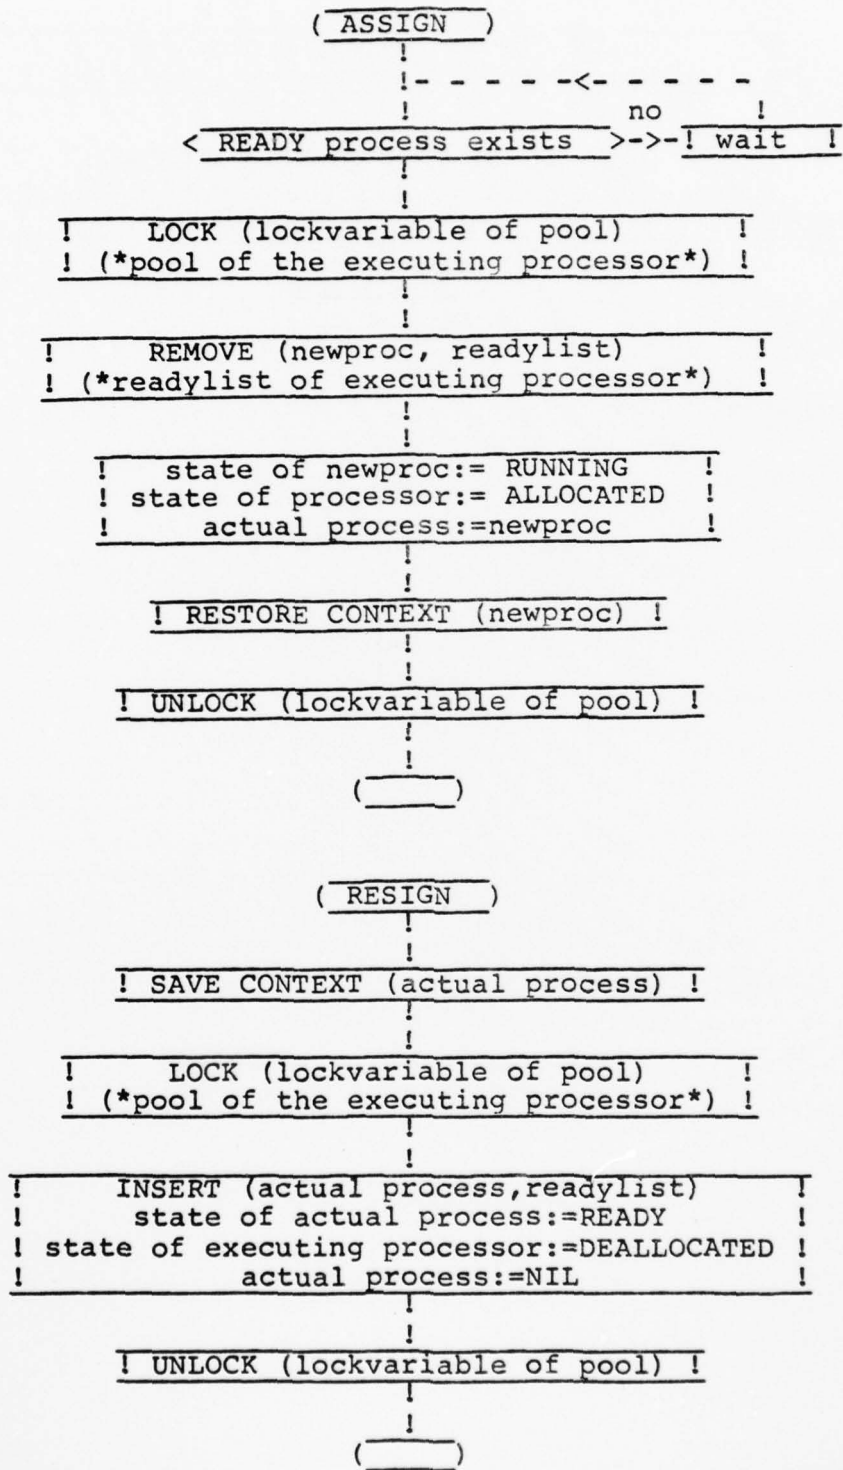 ( ASSIGN )
no
< READY process exists >->-! wait !
! LOCK (lockvariable of pool) !
! (*pool of the executing processor*) !
! REMOVE (newproc, readylist) !
! (*readylist of executing processor*) !
! state of newproc:= RUNNING !
! state of processor:= ALLOCATED !
! actual process:=newproc !
! RESTORE CONTEXT (newproc) !
! UNLOCK (lockvariable of pool) !
( )
( RESIGN )
! SAVE CONTEXT (actual process) !
! LOCK (lockvariable of pool) !
! (*pool of the executing processor*) !
! INSERT (actual process,readylist) !
! state of actual process:=READY !
! state of executing processor:=DEALLOCATED !
! actual process:=NIL !
! UNLOCK (lockvariable of pool) !
( )